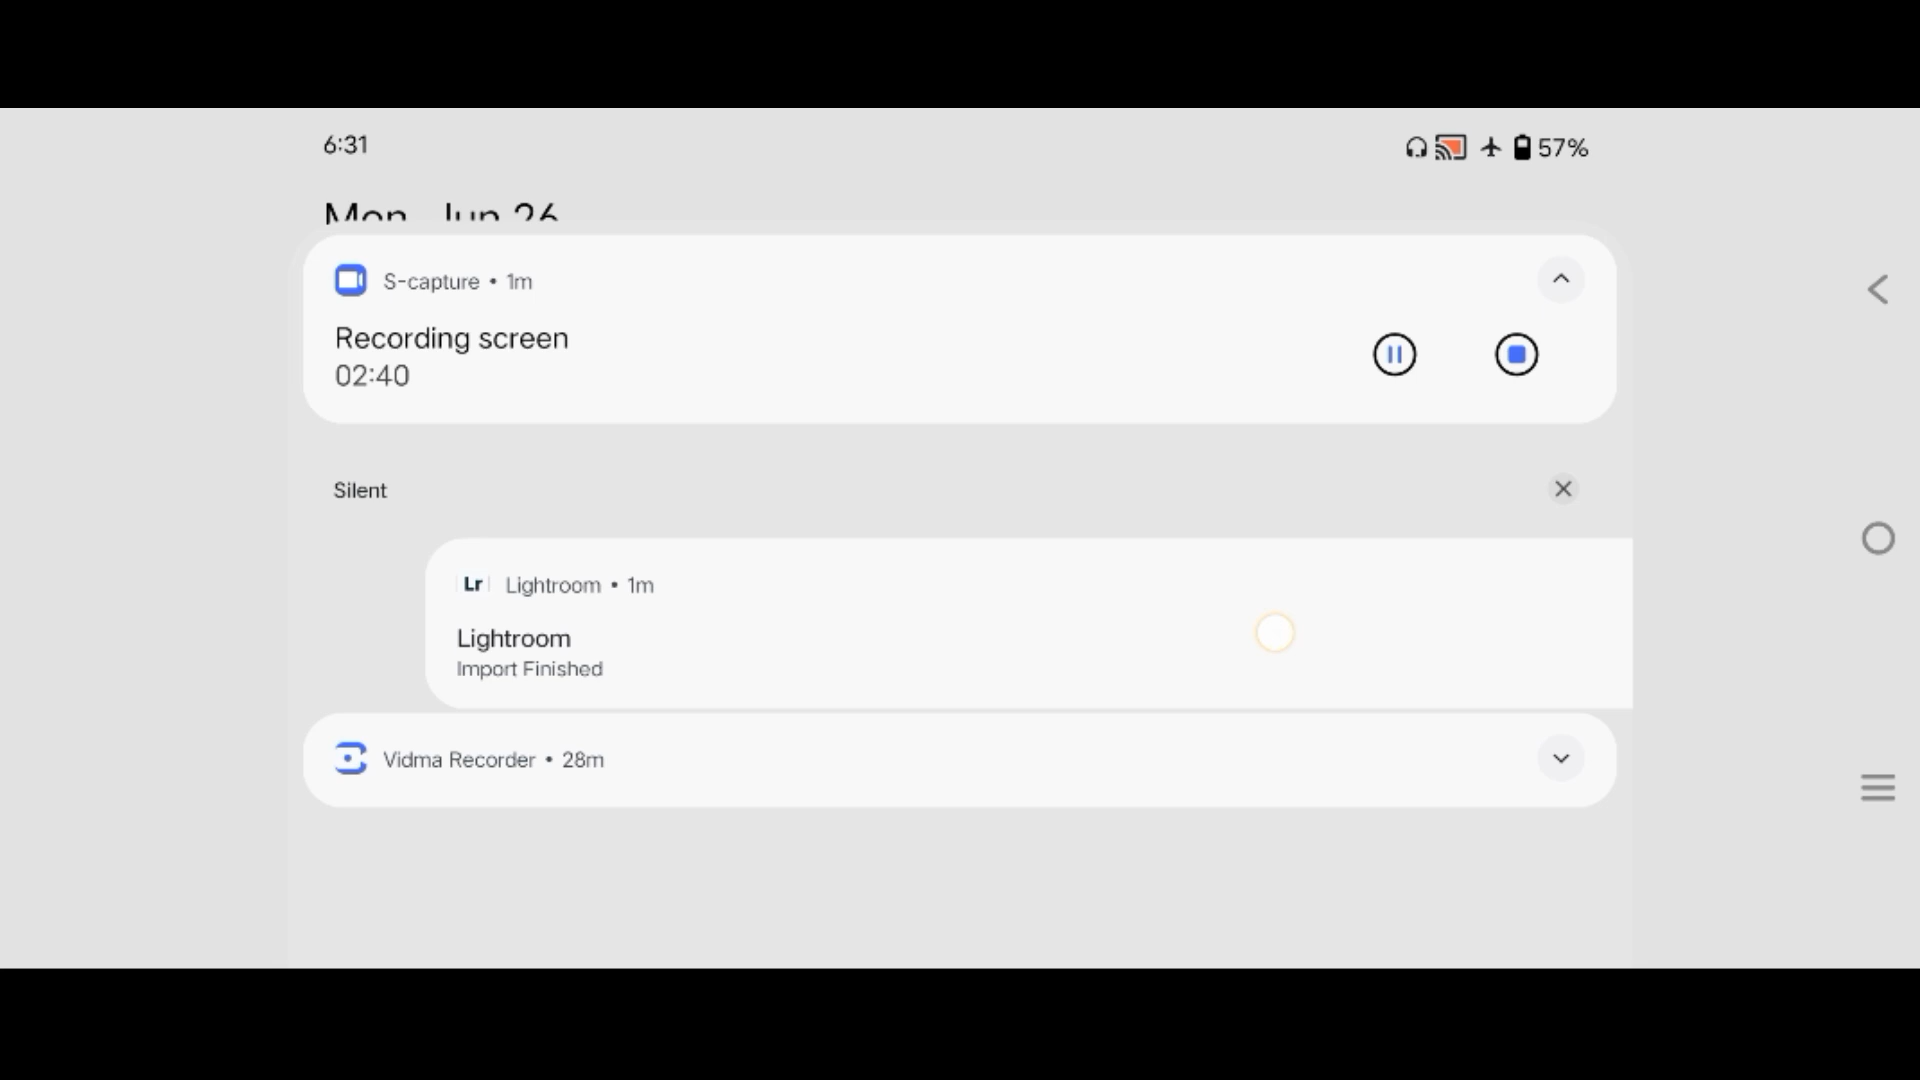 6:31
57%
Mon, Jun 26
S-capture • 1m
Recording screen
02:40
Silent
Lr Lightroom • 1m
Lightroom
Import Finished
Vidma Recorder • 28m